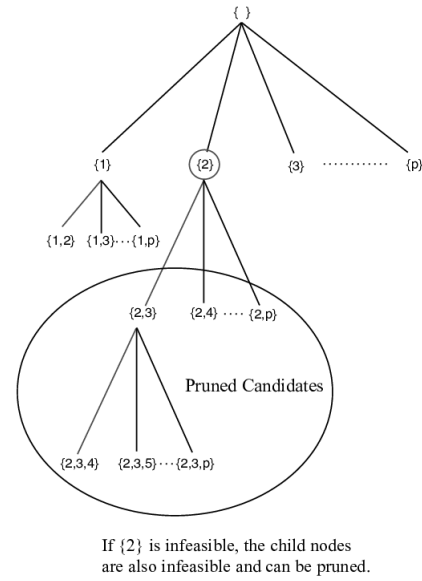 { }
{1} {2} {3} ············ {p}
{1,2} {1,3}···{1,p}
{2,3} {2,4} ···· {2,p}
Pruned Candidates
{2,3,4} {2,3,5}···{2,3,p}
If {2} is infeasible, the child nodes
are also infeasible and can be pruned.